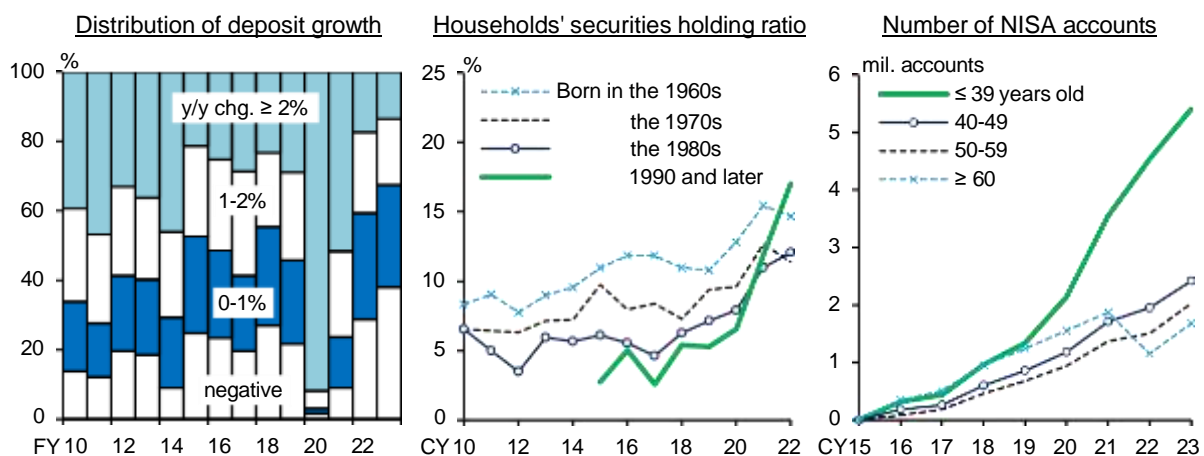 Distribution of deposit growth
%
100
80
60
40
20
0
y/y chg. ≥ 2%
1-2%
0-1%
negative
FY 10 12 14 16 18 20 22
Households' securities holding ratio
%
25
20
15
10
5
0
Born in the 1960s
the 1970s
the 1980s
1990 and later
CY 10 12 14 16 18 20 22
Number of NISA accounts
mil. accounts
6
5
4
3
2
1
0
≤ 39 years old
40-49
50-59
≥ 60
CY15 16 17 18 19 20 21 22 23